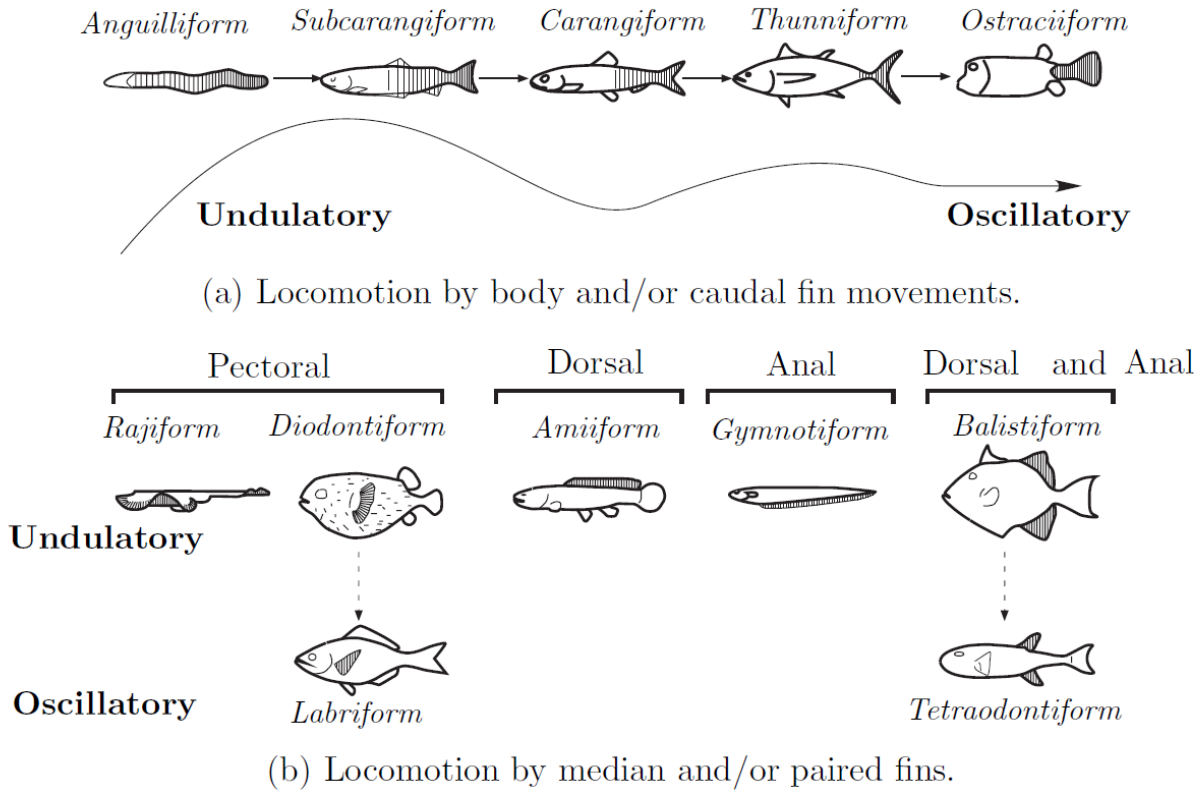 Anguilliform Subcarangiform Carangiform Thunniform Ostraciiform
Undulatory Oscillatory
(a) Locomotion by body and/or caudal fin movements.
Pectoral Dorsal Anal Dorsal and Anal
Rajiform Diodontiform Amiiform Gymnotiform Balistiform
Undulatory
Oscillatory
Labriform Tetraodontiform
(b) Locomotion by median and/or paired fins.